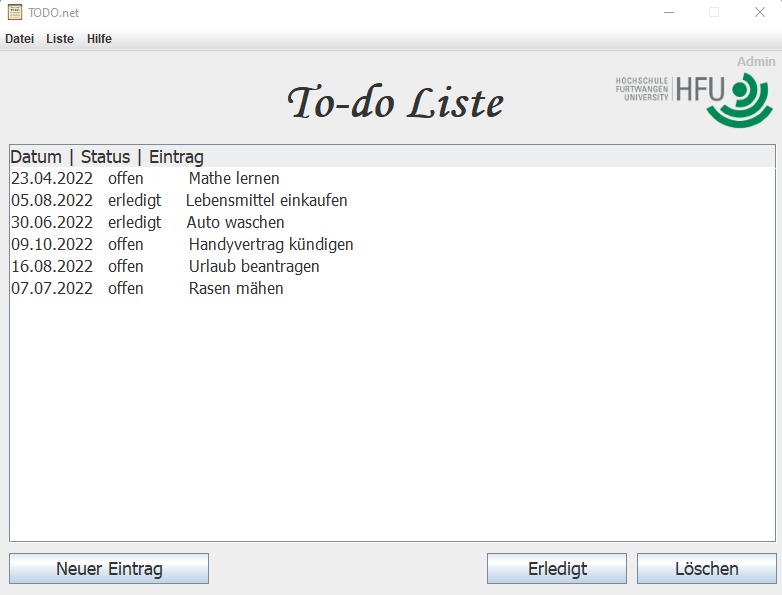 TODO.net
Datei Liste Hilfe
Admin
To-do Liste
HOCHSCHULE
FURTWANGEN
UNIVERSITY
HFU
Datum | Status | Eintrag
23.04.2022 offen Mathe lernen
05.08.2022 erledigt Lebensmittel einkaufen
30.06.2022 erledigt Auto waschen
09.10.2022 offen Handyvertrag kündigen
16.08.2022 offen Urlaub beantragen
07.07.2022 offen Rasen mähen
Neuer Eintrag Erledigt Löschen